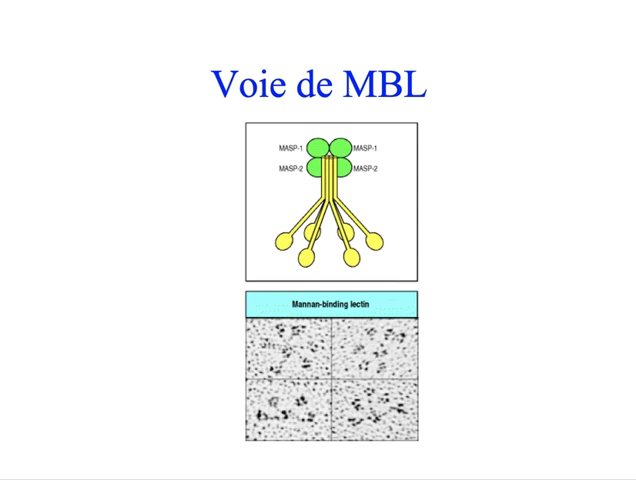 Voie de MBL
MASP-1 MASP-1
MASP-2 MASP-2
Mannan-binding lectin